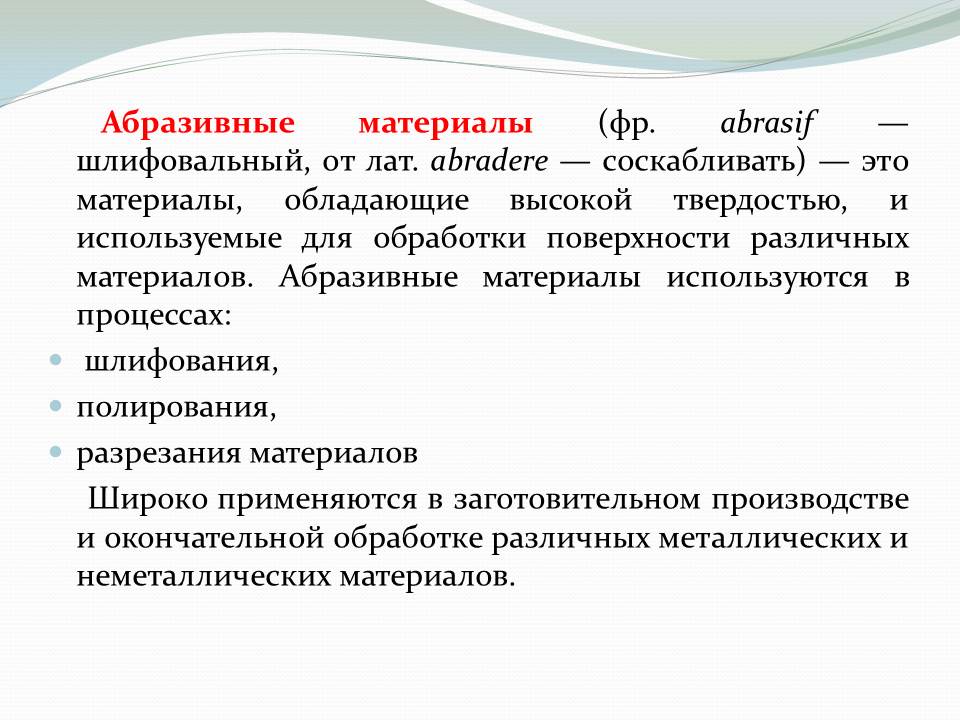 Абразивные материалы (фр. abrasif —
шлифовальный, от лат. abradere — соскабливать) — это
материалы, обладающие высокой твердостью, и
используемые для обработки поверхности различных
материалов. Абразивные материалы используются в
процессах:
• шлифования,
• полирования,
• разрезания материалов
Широко применяются в заготовительном производстве
и окончательной обработке различных металлических и
неметаллических материалов.